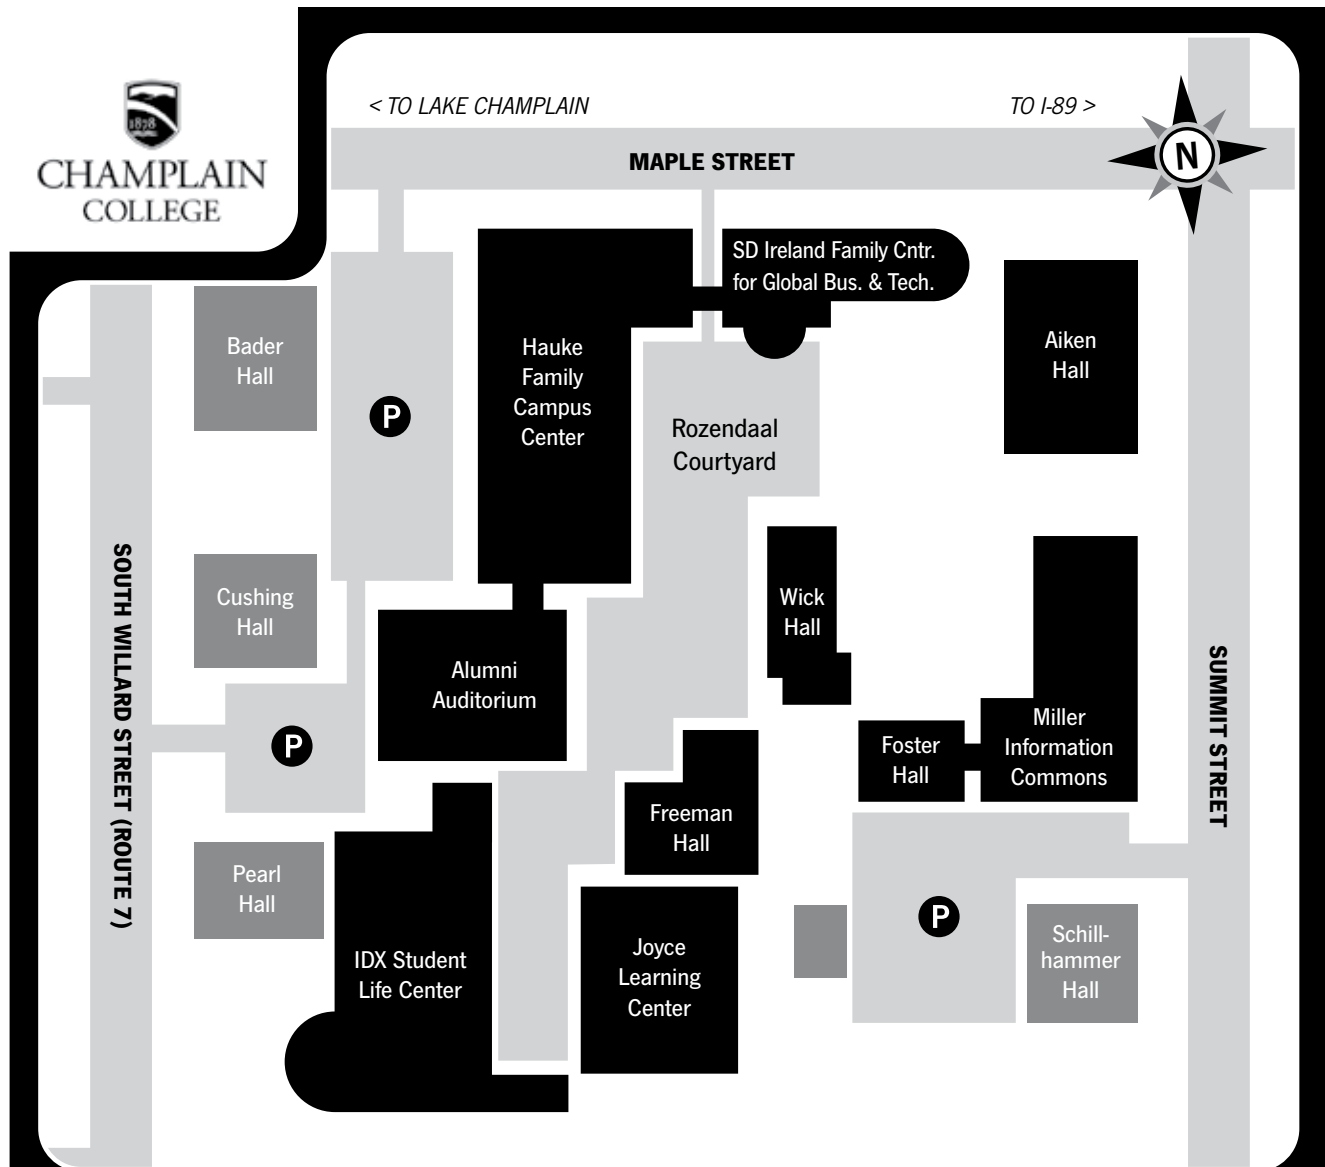 1878
CHAMPLAIN
COLLEGE
< TO LAKE CHAMPLAIN
TO I-89 >
MAPLE STREET
N
SD Ireland Family Cntr.
for Global Bus. & Tech.
Bader
Hall
P
Hauke
Family
Campus
Center
Aiken
Hall
Rozendaal
Courtyard
SOUTH WILLARD STREET (ROUTE 7)
Cushing
Hall
Wick
Hall
Alumni
Auditorium
SUMMIT STREET
P
Foster
Hall
Miller
Information
Commons
Freeman
Hall
Pearl
Hall
P
IDX Student
Life Center
Joyce
Learning
Center
Schill-
hammer
Hall